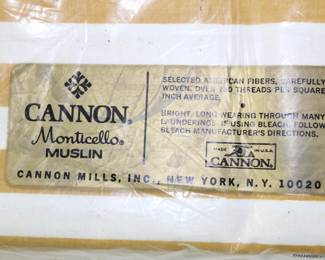 CANNON®
Monticello®
MUSLIN
SELECTED AMERICAN FIBERS, CAREFULLY
WOVEN. OVER 130 THREADS PER SQUARE
INCH AVERAGE.
BRIGHT, LONG WEARING THROUGH MANY
LAUNDERINGS. IF USING BLEACH, FOLLOW
BLEACH MANUFACTURER'S DIRECTIONS.
MADE IN U.S.A.
CANNON
CANNON MILLS, INC., NEW YORK, N.Y. 10020